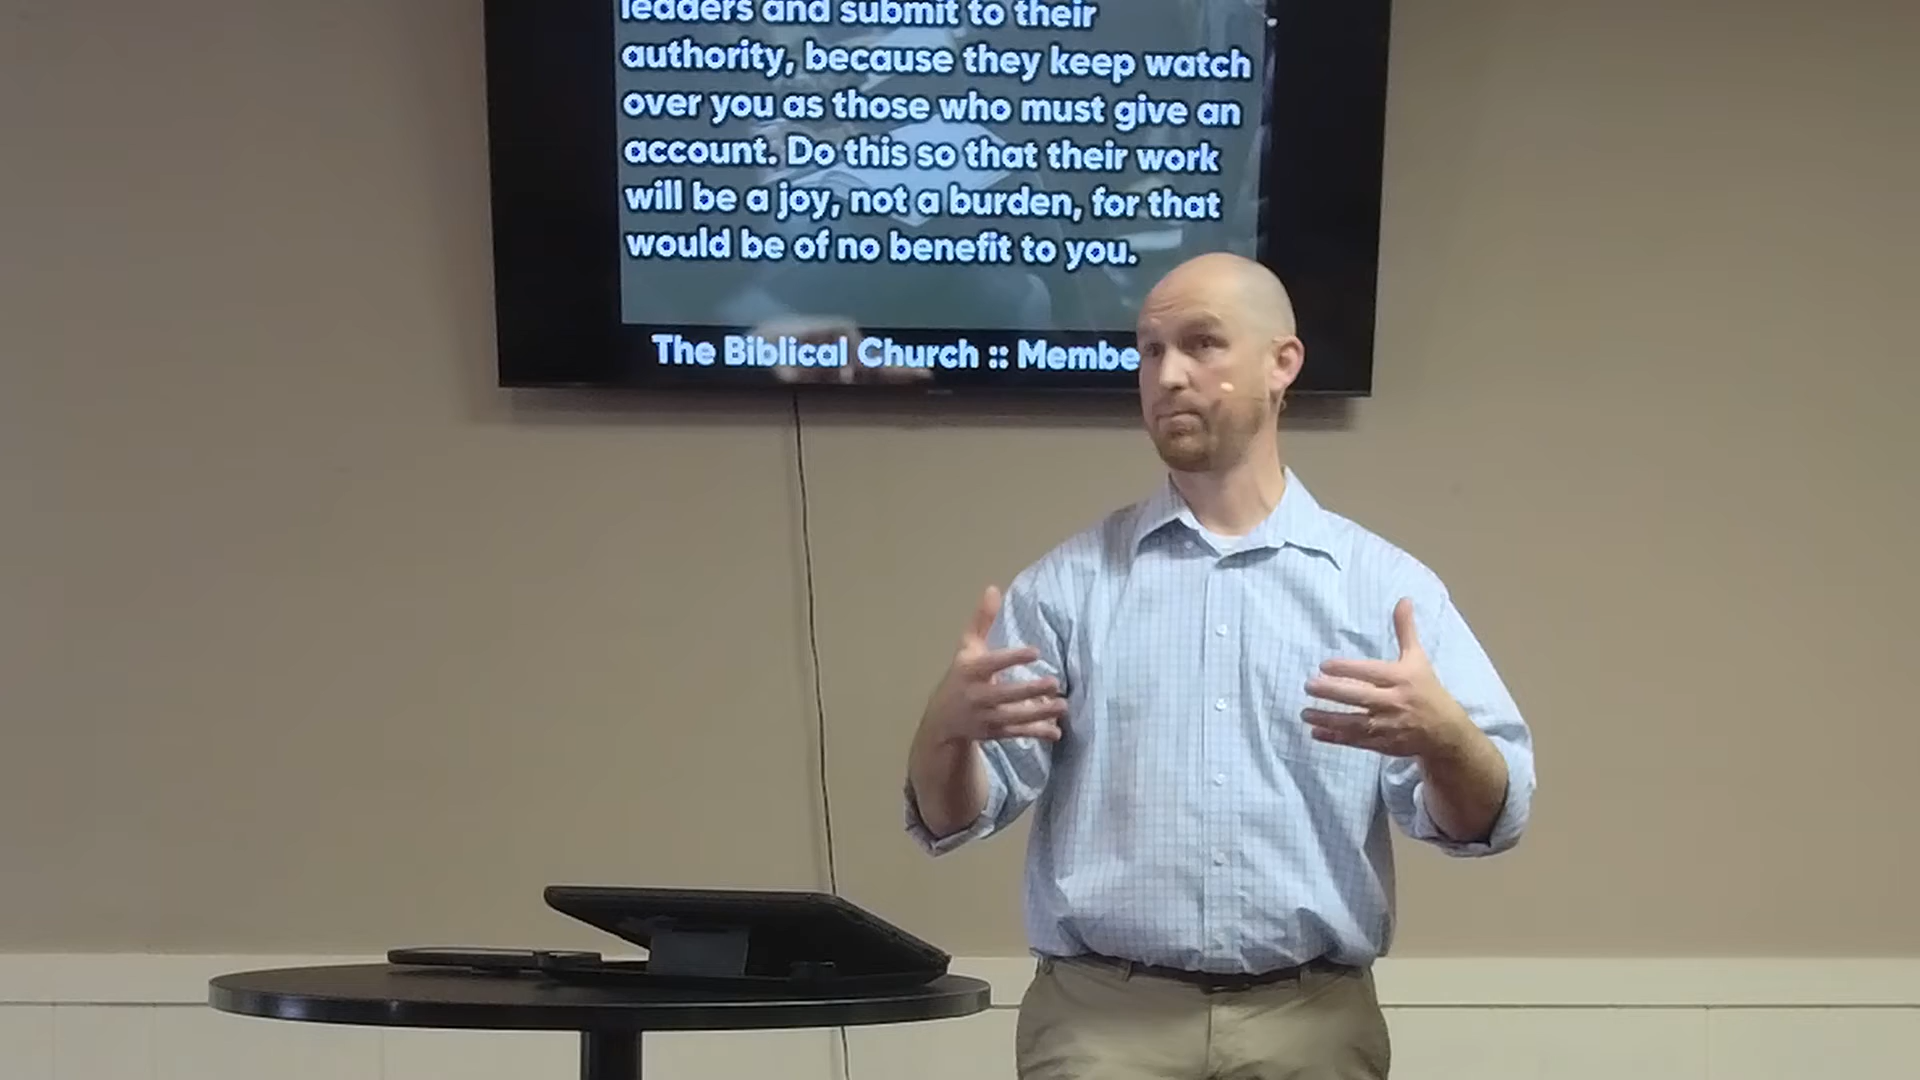 leaders and submit to their
authority, because they keep watch
over you as those who must give an
account. Do this so that their work
will be a joy, not a burden, for that
would be of no benefit to you.
The Biblical Church :: Membe